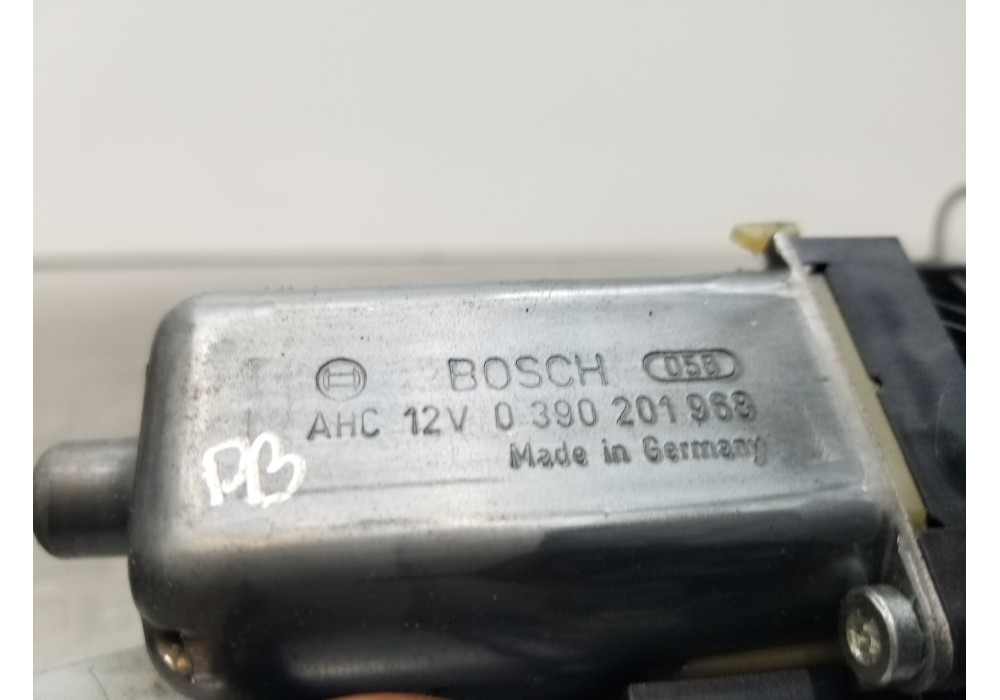 BOSCH 058
AHC 12V 0 390 201 968
Made in Germany
PB